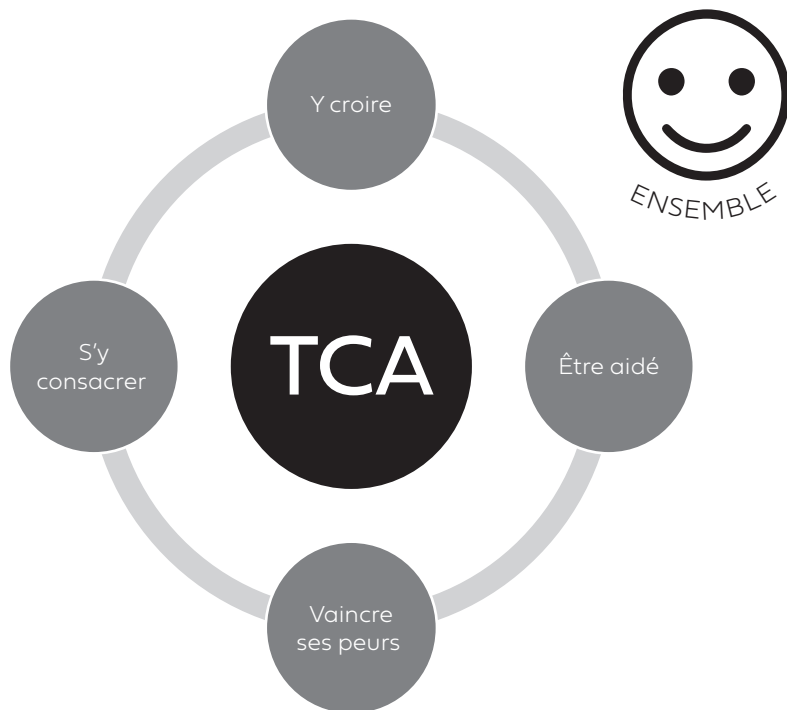 Y croire
ENSEMBLE
S'y
consacrer
TCA
Être aidé
Vaincre
ses peurs